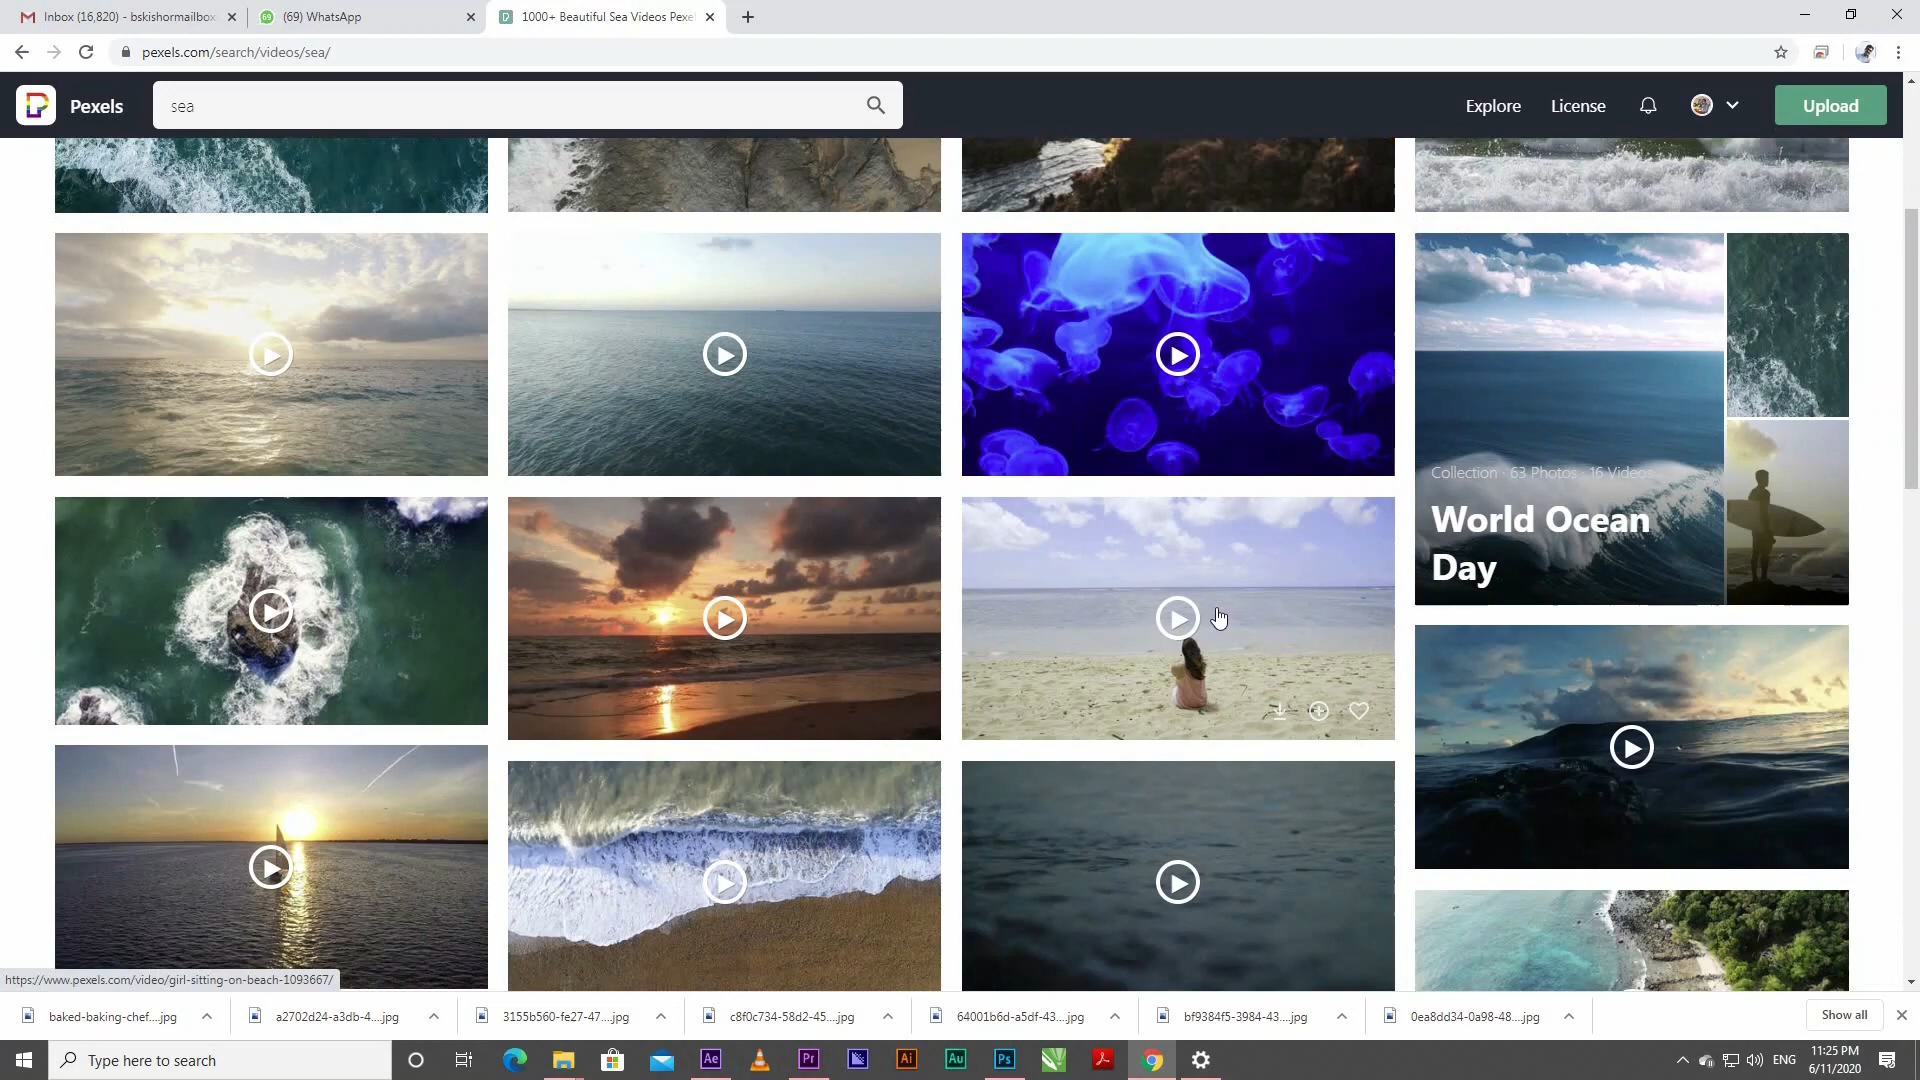 Inbox (16,820) - bskishormailbox
(69) WhatsApp
1000+ Beautiful Sea Videos Pexe
pexels.com/search/videos/sea/
Pexels
sea
Explore
License
Upload
Collection · 63 Photos · 16 Videos
World Ocean
Day
https://www.pexels.com/video/girl-sitting-on-beach-1093667/
baked-baking-chef....jpg
a2702d24-a3db-4....jpg
3155b560-fe27-47....jpg
c8f0c734-58d2-45....jpg
64001b6d-a5df-43....jpg
bf9384f5-3984-43....jpg
0ea8dd34-0a98-48....jpg
Show all
Type here to search
Ae
Pr
Ai
Au
Ps
ENG
11:25 PM
6/11/2020